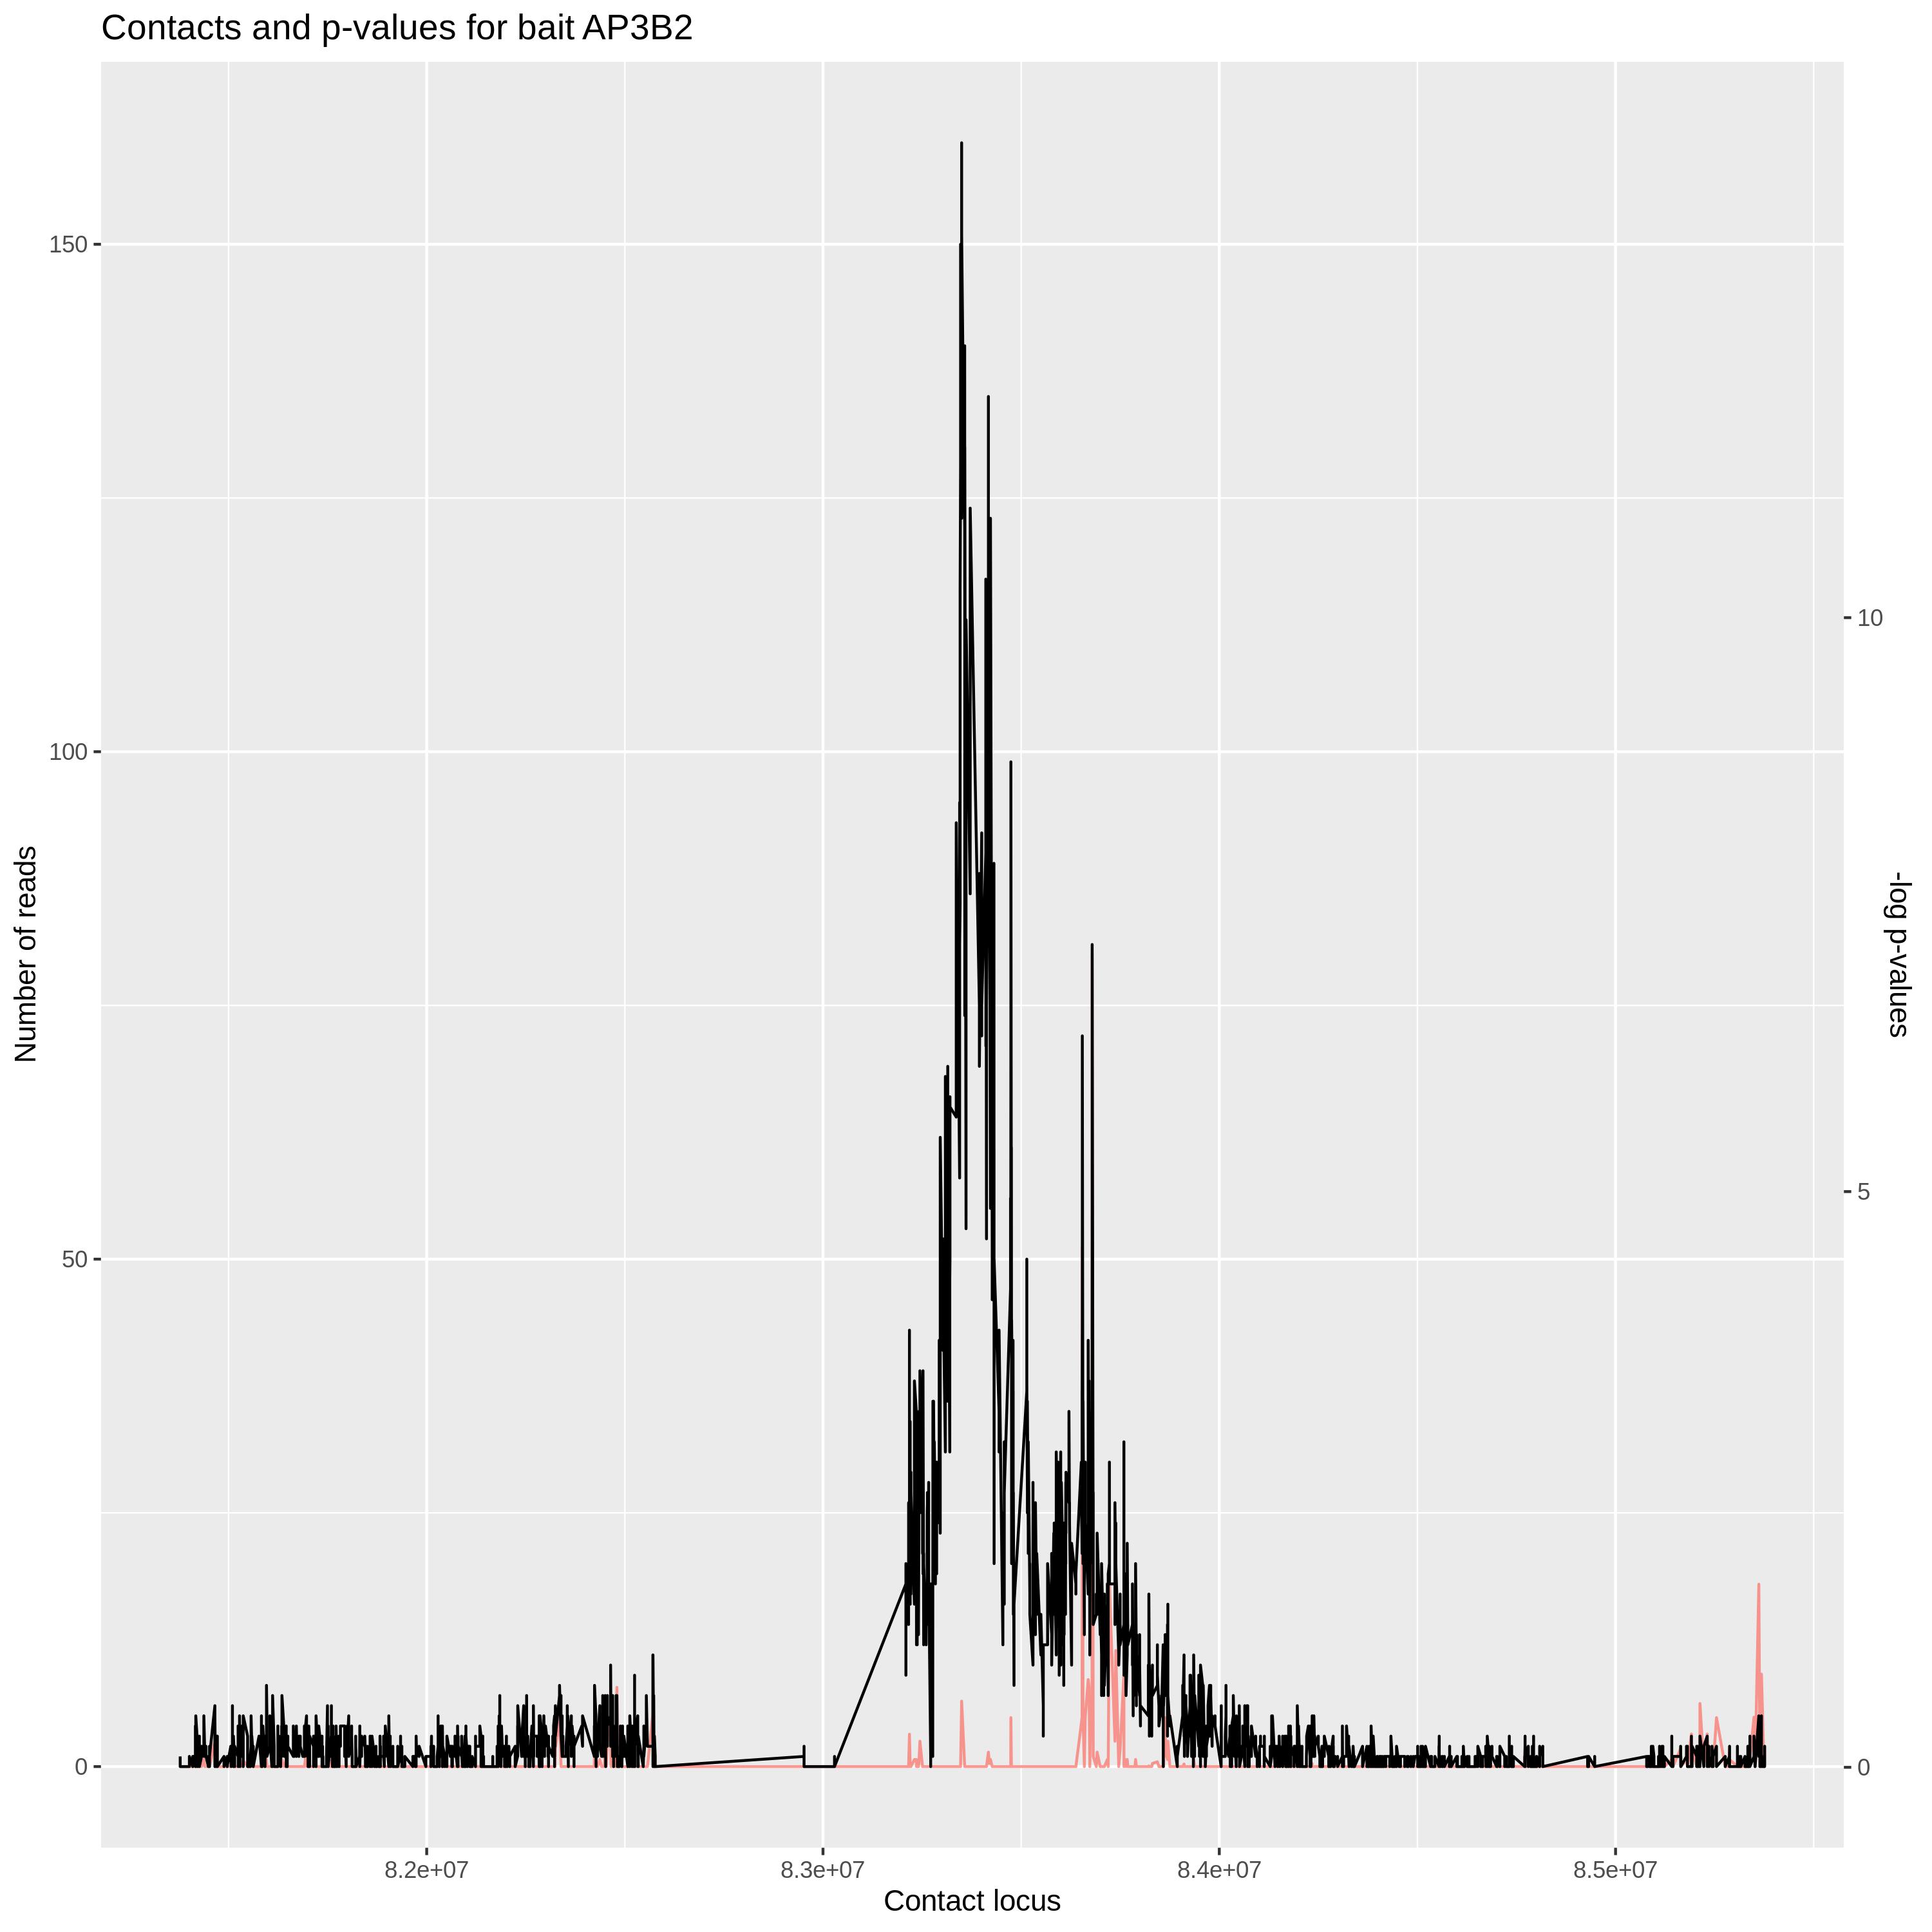 Contacts and p-values for bait AP3B2
150
100
50
0
Number of reads
10
5
0
-log p-values
8.2e+07
8.3e+07
8.4e+07
8.5e+07
Contact locus